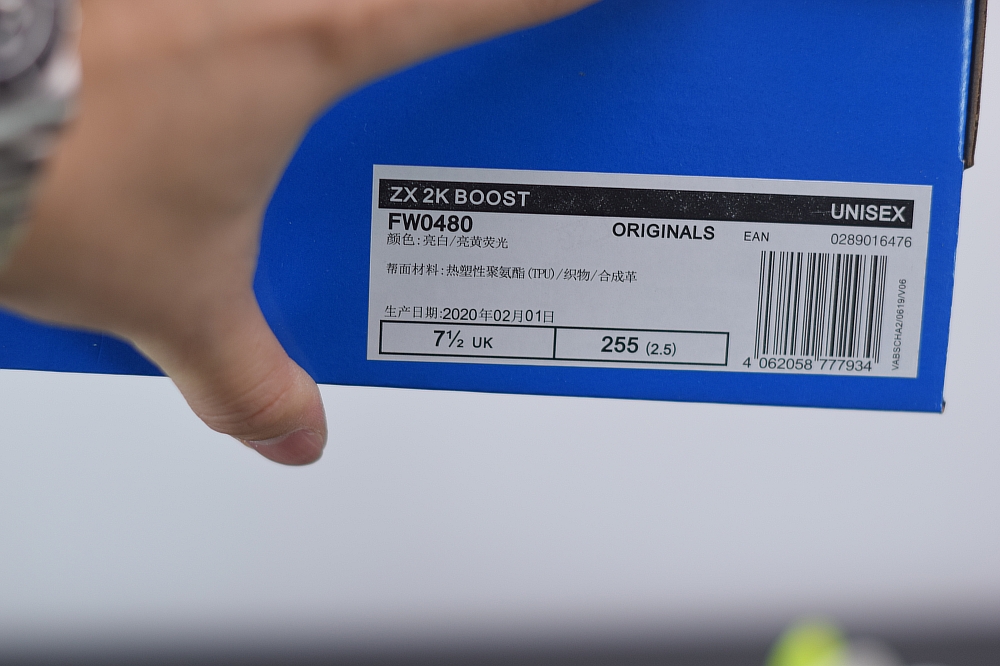 ZX 2K BOOST
UNISEX
FW0480
ORIGINALS
EAN
0289016476
颜色:亮白/亮黄荧光
帮面材料:热塑性聚氨酯(TPU)/织物/合成革
生产日期:2020年02月01日
7½ UK
255 (2.5)
4 062058 777934
VABSCHA2/0619/V06